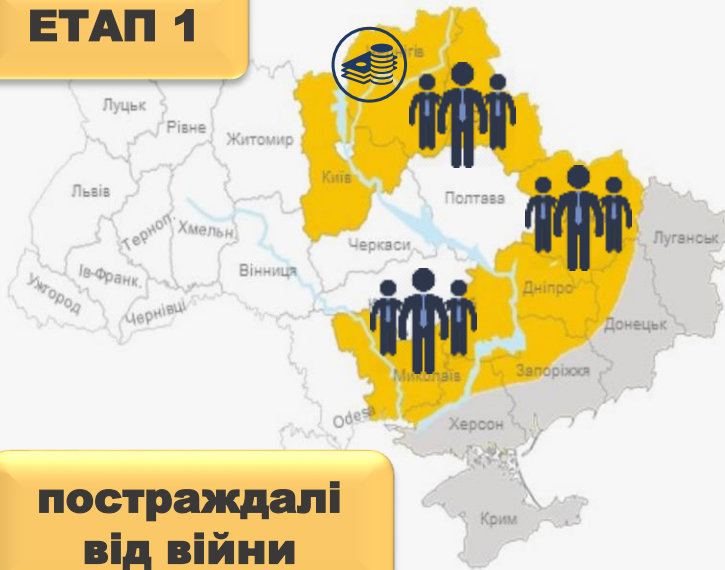 ЕТАП 1
Луцьк
Рівне
Житомир
Київ
Львів
Терноп.
Хмельн.
Полтава
Луганськ
Черкаси
Вінниця
Ів-Франк.
Ужгород
Чернівці
Дніпро
Донецьк
Миколаїв
Запоріжжя
Odesa
Херсон
Крим
постраждалі
від війни